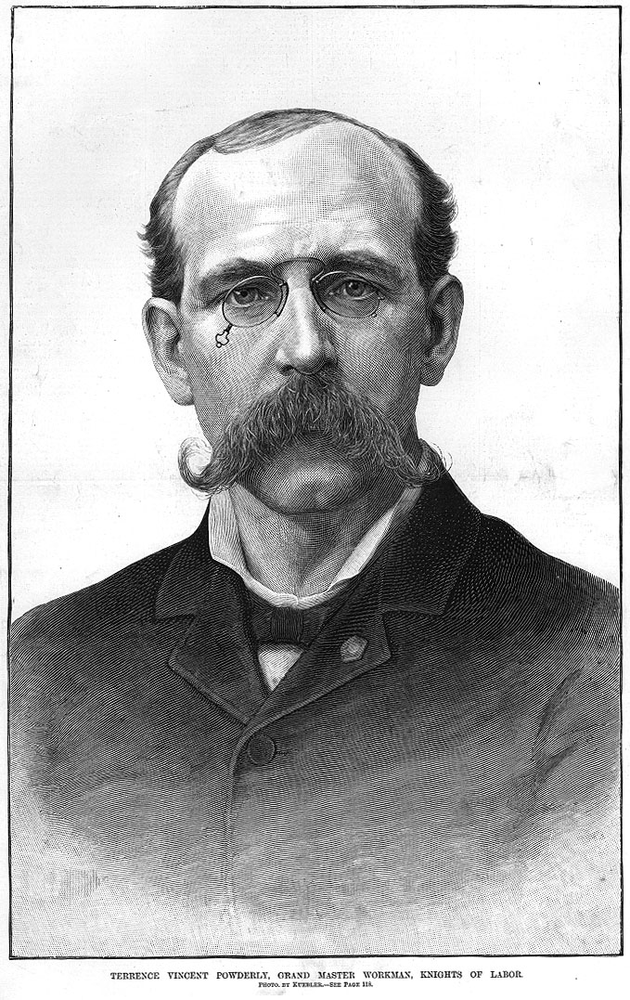 TERRENCE VINCENT POWDERLY, GRAND MASTER WORKMAN, KNIGHTS OF LABOR.
PHOTO. BY KUEBLER.—SEE PAGE 118.